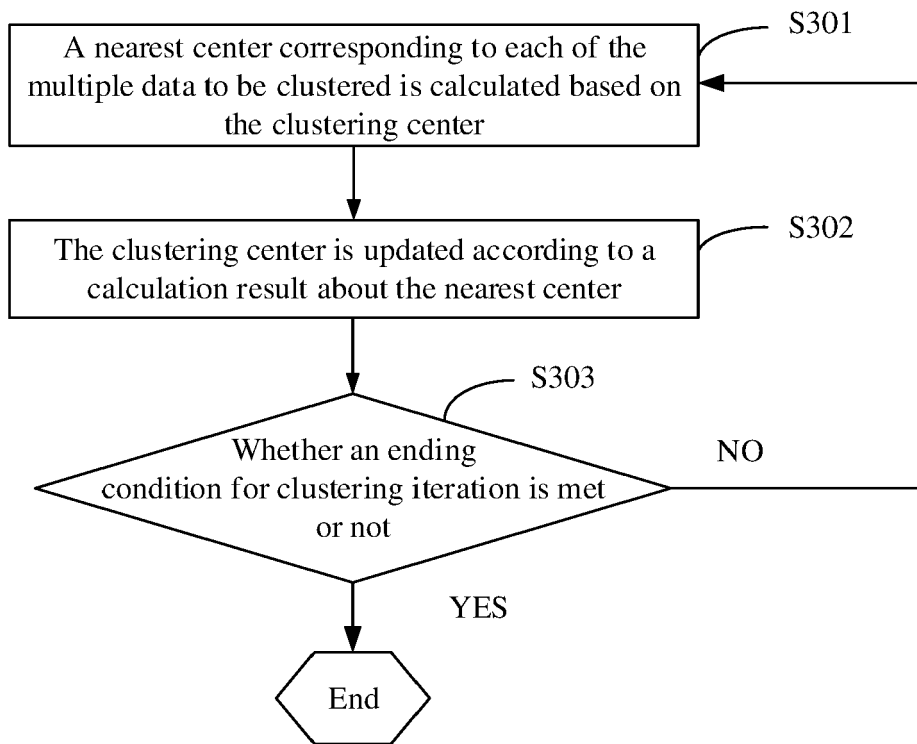 S301
A nearest center corresponding to each of the
multiple data to be clustered is calculated based on
the clustering center
S302
The clustering center is updated according to a
calculation result about the nearest center
S303
Whether an ending
condition for clustering iteration is met
or not
NO
YES
End